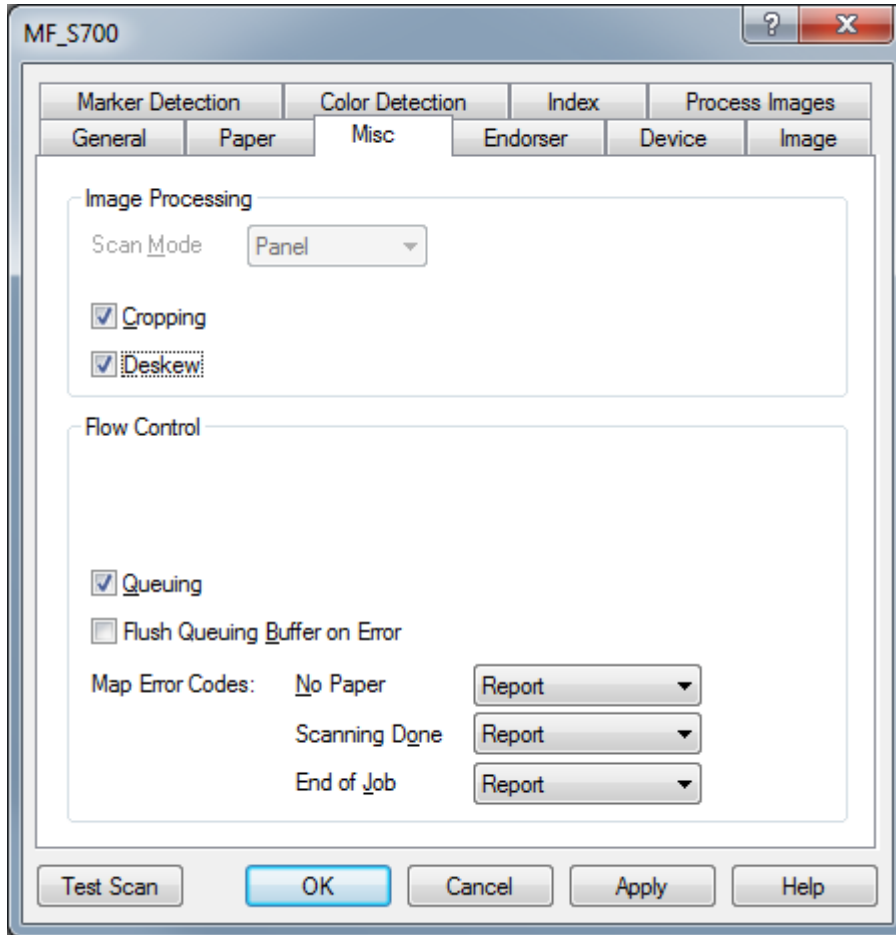 MF_S700
Marker Detection Color Detection Index Process Images
General Paper Misc Endorser Device Image
Image Processing
Scan Mode Panel
Cropping
Deskew
Flow Control
Queuing
Flush Queuing Buffer on Error
Map Error Codes: No Paper Report
Scanning Done Report
End of Job Report
Test Scan OK Cancel Apply Help